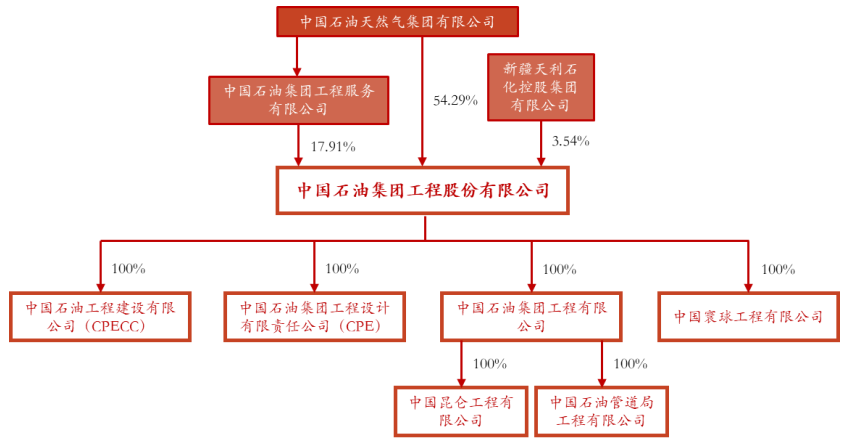 中国石油天然气集团有限公司
中国石油集团工程服务
有限公司
新疆天利石
化控股集团
有限公司
54.29%
17.91%
3.54%
中国石油集团工程股份有限公司
100%
100%
100%
100%
中国石油工程建设有限
公司（CPECC）
中国石油集团工程设计
有限责任公司（CPE）
中国石油集团工程有限
公司
中国寰球工程有限公司
100%
100%
中国昆仑工程有
限公司
中国石油管道局
工程有限公司